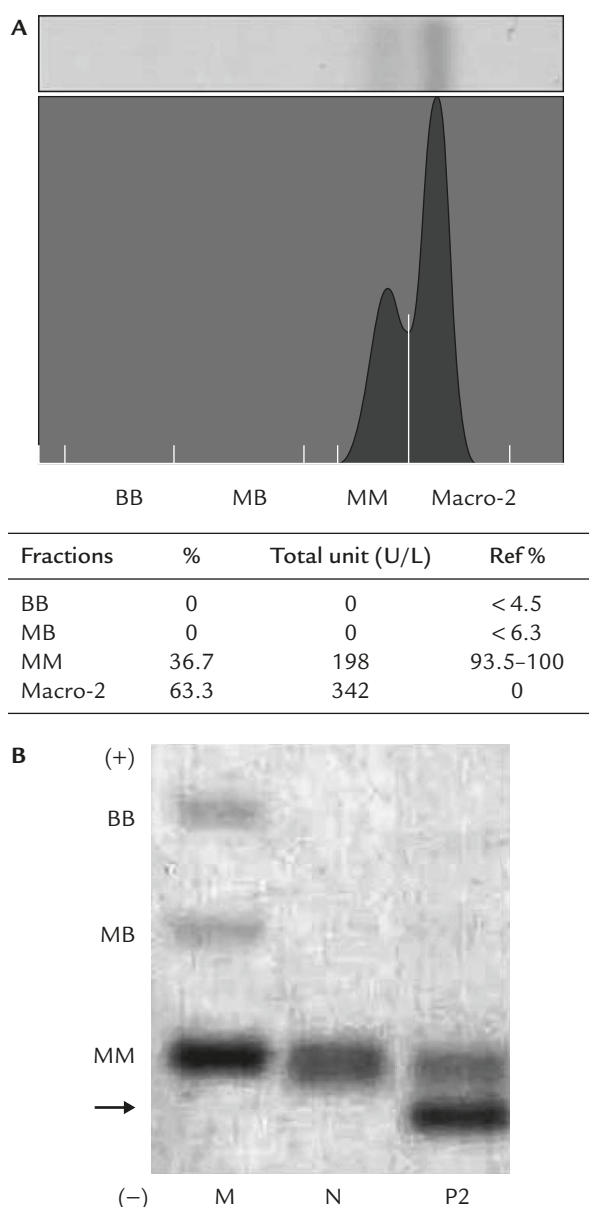 A
BB MB MM Macro-2
Fractions % Total unit (U/L) Ref %
BB 0 0 < 4.5
MB 0 0 < 6.3
MM 36.7 198 93.5–100
Macro-2 63.3 342 0
B (+)
BB
MB
MM
(−) M N P2